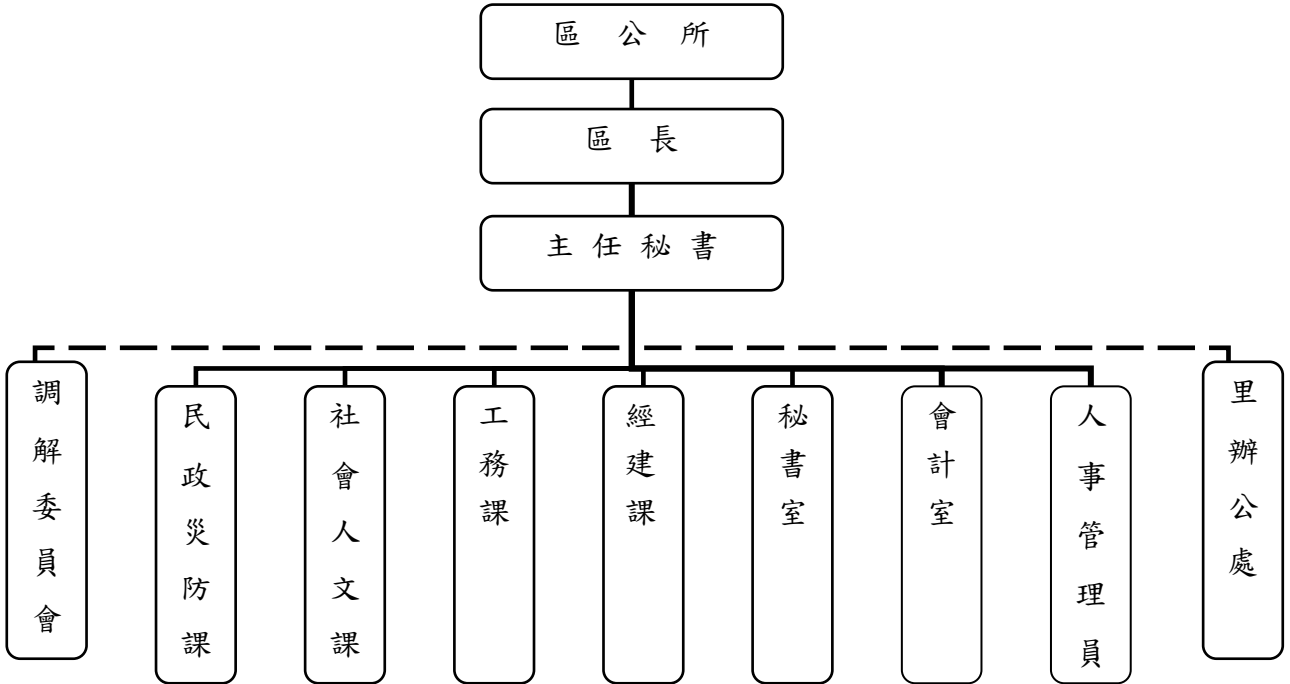 區公所
區長
主任秘書
調解委員會
民政災防課
社會人文課
工務課
經建課
秘書室
會計室
人事管理員
里辦公處